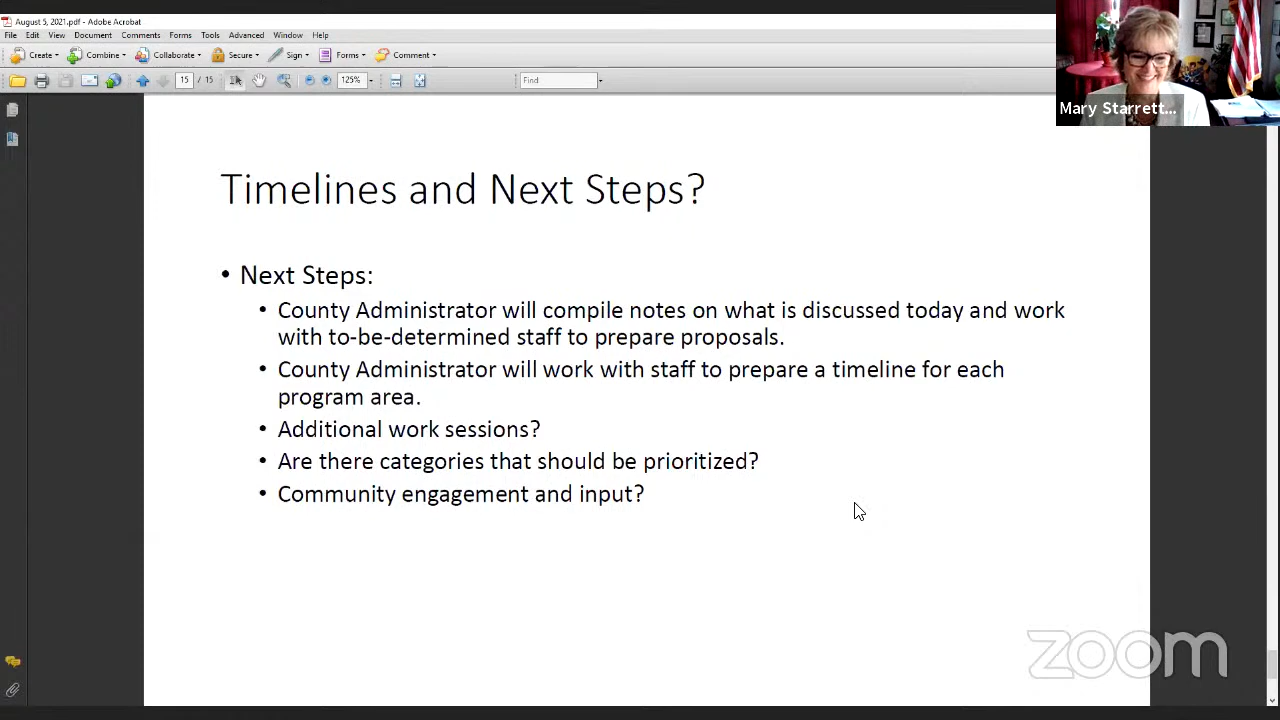 August 5, 2021.pdf - Adobe Acrobat
File Edit View Document Comments Forms Tools Advanced Window Help
Create Combine Collaborate Secure Sign Forms Comment
15 / 15 125% Find
Mary Starrett...
Timelines and Next Steps?
• Next Steps:
• County Administrator will compile notes on what is discussed today and work
with to-be-determined staff to prepare proposals.
• County Administrator will work with staff to prepare a timeline for each
program area.
• Additional work sessions?
• Are there categories that should be prioritized?
• Community engagement and input?
zoom